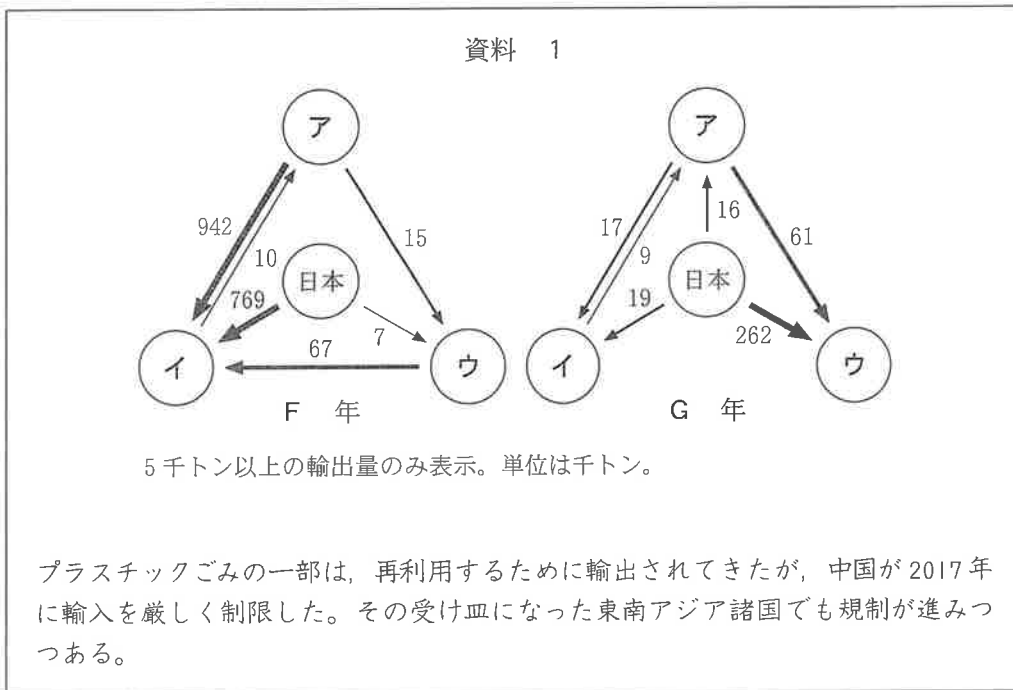 資料 1
ア
ア
942
10
15
17
9
16
61
日本
日本
769
7
19
262
67
イ
ウ
イ
ウ
F 年
G 年
5千トン以上の輸出量のみ表示。単位は千トン。
プラスチックごみの一部は，再利用するために輸出されてきたが，中国が2017年
に輸入を厳しく制限した。その受け皿になった東南アジア諸国でも規制が進みつ
つある。